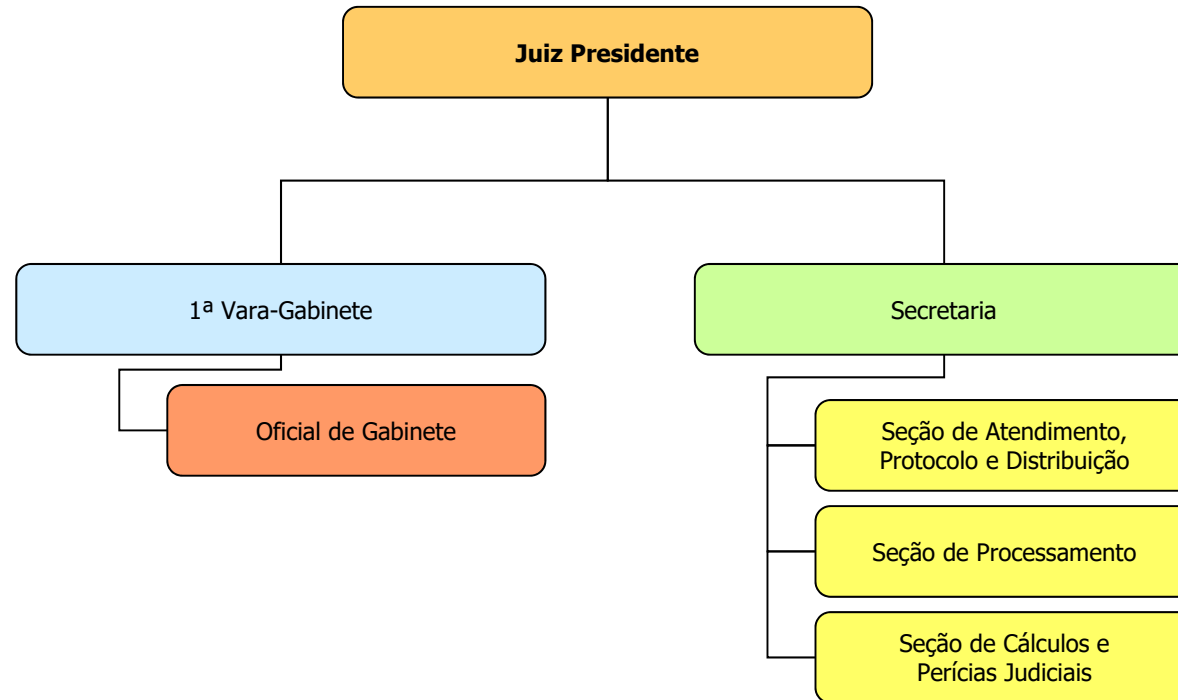 Juiz Presidente
1ª Vara-Gabinete
Secretaria
Oficial de Gabinete
Seção de Atendimento,
Protocolo e Distribuição
Seção de Processamento
Seção de Cálculos e
Perícias Judiciais